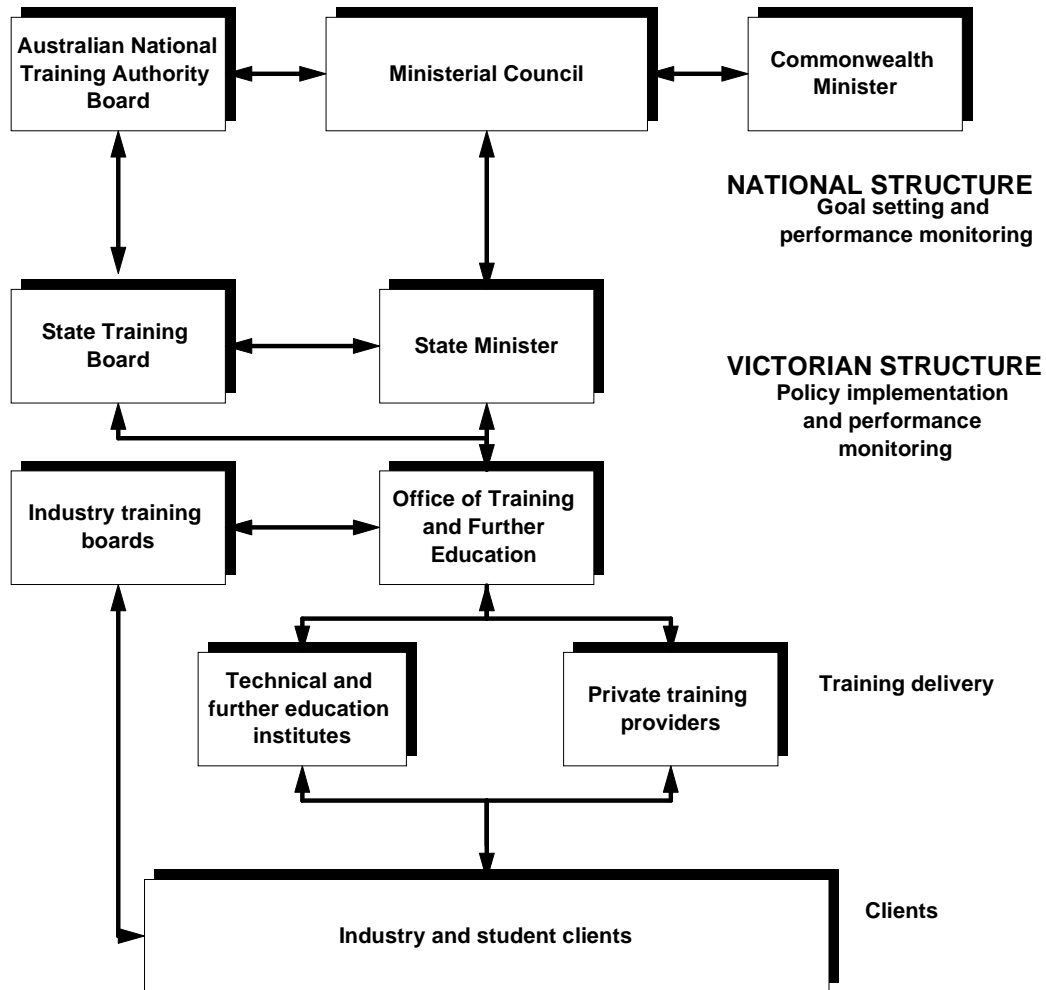 Australian National
Training Authority
Board
Ministerial Council
Commonwealth
Minister
NATIONAL STRUCTURE
Goal setting and
performance monitoring
State Training
Board
State Minister
VICTORIAN STRUCTURE
Policy implementation
and performance
monitoring
Industry training
boards
Office of Training
and Further
Education
Technical and
further education
institutes
Private training
providers
Training delivery
Clients
Industry and student clients